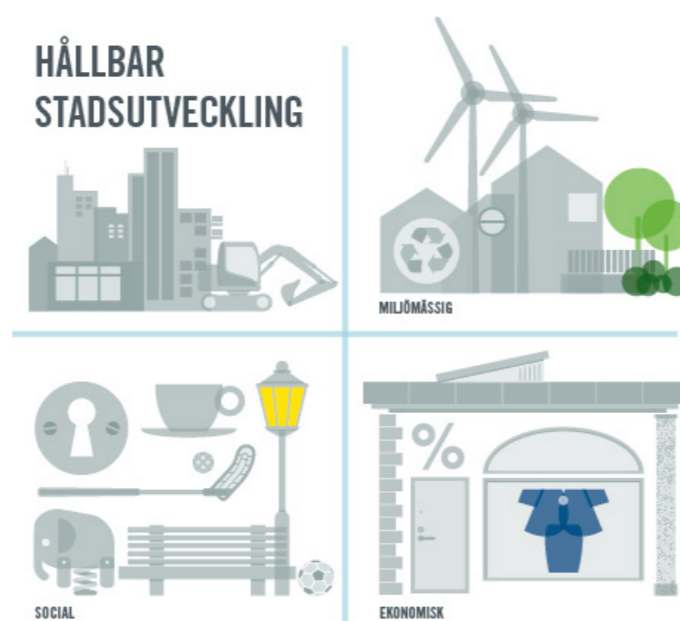 HÅLLBAR
STADSUTVECKLING
MILJÖMÄSSIG
%
SOCIAL
EKONOMISK